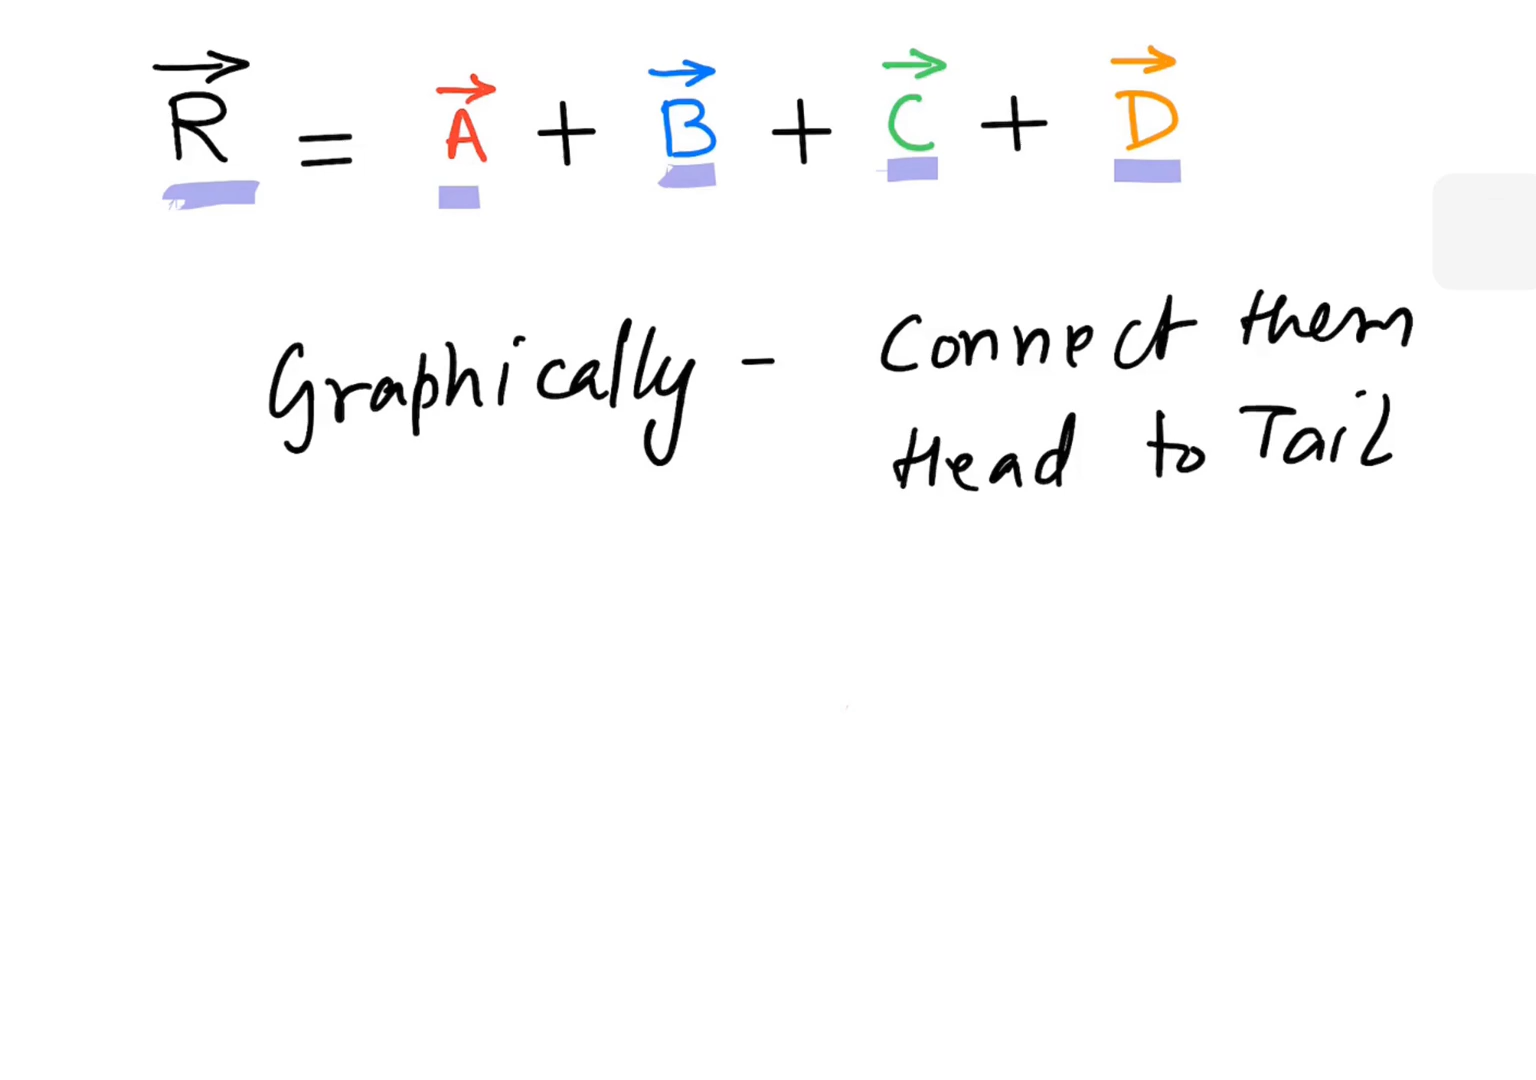 R⃗ = A⃗ + B⃗ + C⃗ + D⃗
Graphically - Connect them
Head to Tail